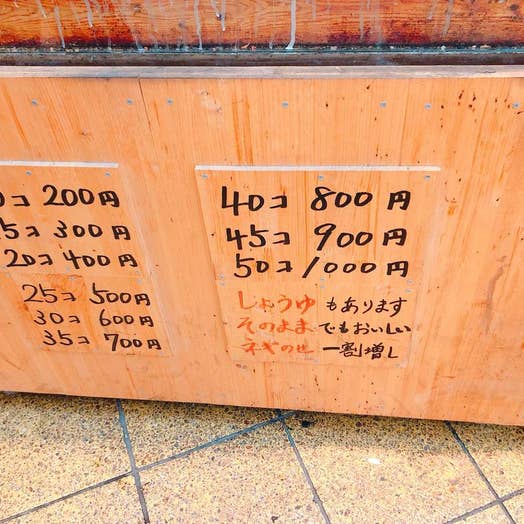 0コ 200円
5コ 300円
20コ 400円
25コ 500円
30コ 600円
35コ 700円
40コ 800円
45コ 900円
50コ 1000円
しょうゆ もあります
そのまま でもおいしい
ネギのせ 一割増し